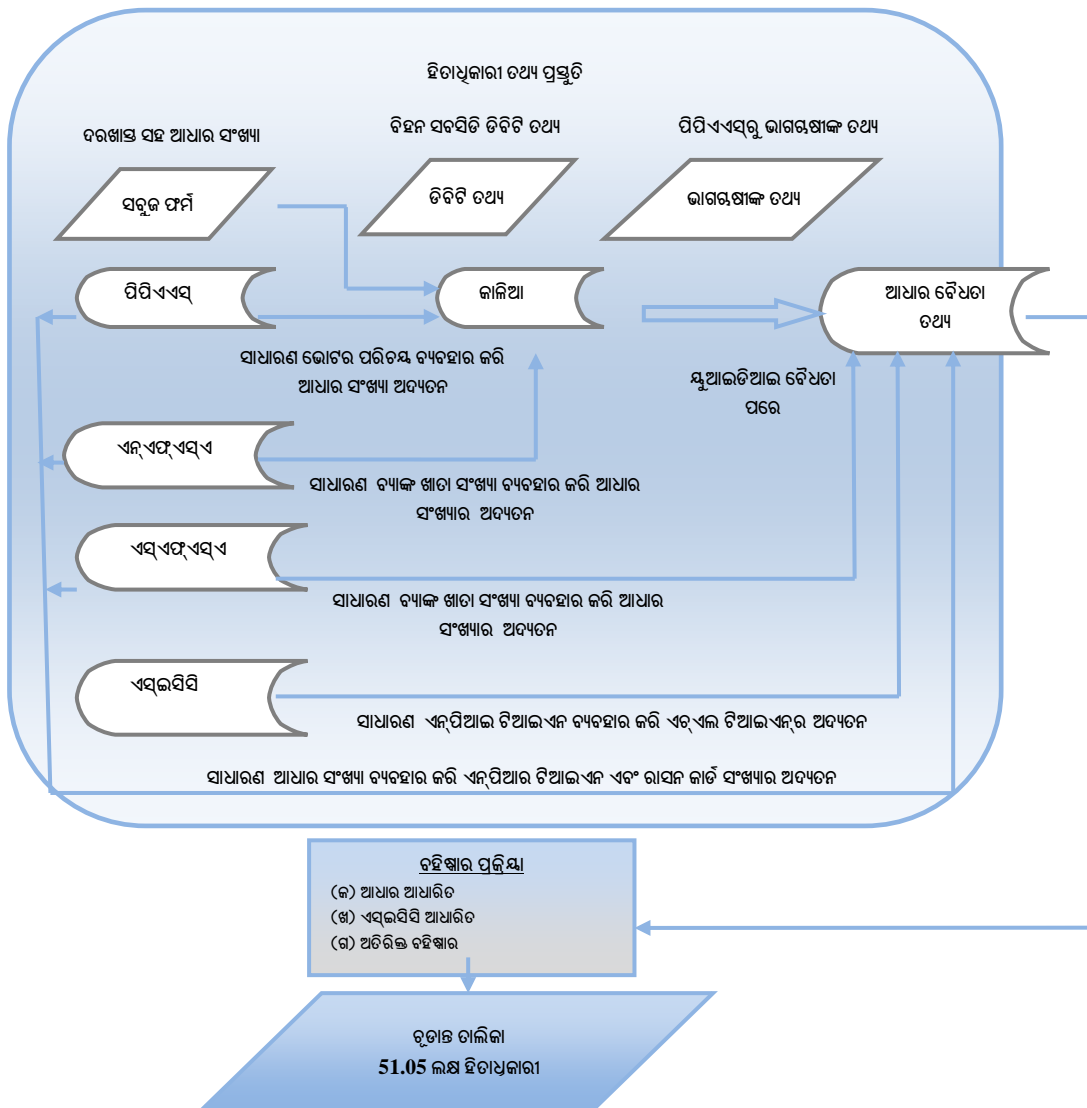 ହିତାଧିକାରୀ ତଥ୍ୟ ପ୍ରସ୍ତୁତି
ଦରଖାସ୍ତ ସହ ଆଧାର ସଂଖ୍ୟା
ବିହନ ସବସିଡି ଡିବିଟି ତଥ୍ୟ
ପିପିଏଏସ୍‌ରୁ ଭାଗଚାଷୀଙ୍କ ତଥ୍ୟ
ସବୁଜ ଫର୍ମ
ଡିବିଟି ତଥ୍ୟ
ଭାଗଚାଷୀଙ୍କ ତଥ୍ୟ
ପିପିଏଏସ୍
କାଳିଆ
ଆଧାର ବୈଧତା
ତଥ୍ୟ
ସାଧାରଣ ଭୋଟର ପରିଚୟ ବ୍ୟବହାର କରି
ଆଧାର ସଂଖ୍ୟା ଅଦ୍ୟତନ
ୟୁଆଇଡିଆଇ ବୈଧତା
ପରେ
ଏନ୍‌ଏଫ୍‌ଏସ୍‌ଏ
ସାଧାରଣ ବ୍ୟାଙ୍କ ଖାତା ସଂଖ୍ୟା ବ୍ୟବହାର କରି ଆଧାର
ସଂଖ୍ୟାର ଅଦ୍ୟତନ
ଏସ୍‌ଏଫ୍‌ଏସ୍‌ଏ
ସାଧାରଣ ବ୍ୟାଙ୍କ ଖାତା ସଂଖ୍ୟା ବ୍ୟବହାର କରି ଆଧାର
ସଂଖ୍ୟାର ଅଦ୍ୟତନ
ଏସ୍‌ଇସିସି
ସାଧାରଣ ଏନ୍‌ପିଆଇ ଟିଆଇଏନ ବ୍ୟବହାର କରି ଏଚ୍‌ଏଲ ଟିଆଇଏନ୍‌ର ଅଦ୍ୟତନ
ସାଧାରଣ ଆଧାର ସଂଖ୍ୟା ବ୍ୟବହାର କରି ଏନ୍‌ପିଆର ଟିଆଇଏନ ଏବଂ ରାସନ କାର୍ଡ ସଂଖ୍ୟାର ଅଦ୍ୟତନ
ବହିଷ୍କାର ପ୍ରକ୍ରିୟା
(କ) ଆଧାର ଆଧାରିତ
(ଖ) ଏସ୍‌ଇସିସି ଆଧାରିତ
(ଗ) ଅତିରିକ୍ତ ବହିଷ୍କାର
ଚୂଡାନ୍ତ ତାଲିକା
51.05 ଲକ୍ଷ ହିତାଧିକାରୀ